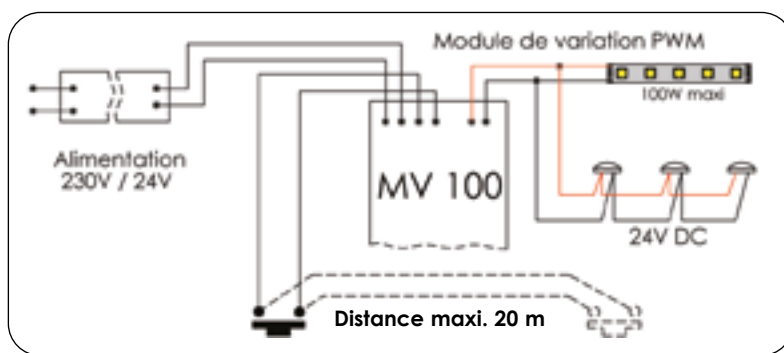 Module de variation PWM
100W maxi
Alimentation
230V / 24V
MV 100
24V DC
Distance maxi. 20 m